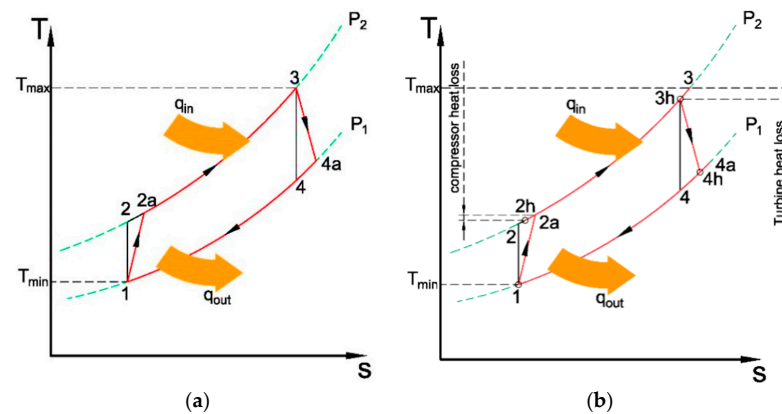 T
P₂
Tmax
3
qin
P₁
4a
4
2
2a
Tmin
1
qout
S
(a)
T
P₂
Tmax
3
3h
compressor heat loss
qin
P₁
4a
4h
4
Turbine heat loss
2h
2
2a
Tmin
1
qout
S
(b)